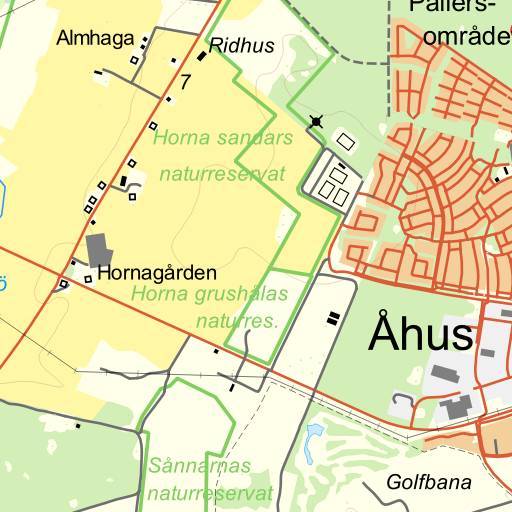 Pallers-
område
Almhaga
Ridhus
7
Horna sandars
naturreservat
Hornagården
Horna grushålas
naturres.
Åhus
Sånnarnas
naturreservat
Golfbana